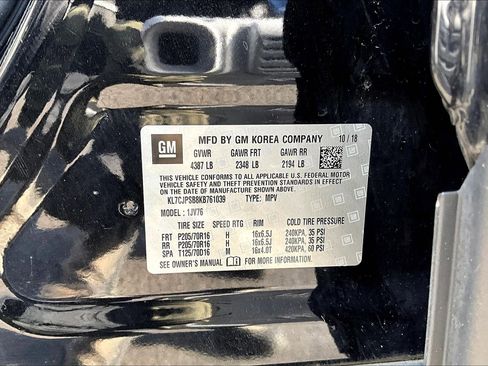 GM
MFD BY GM KOREA COMPANY 10/18
GVWR GAWR FRT GAWR RR
4387 LB 2348 LB 2194 LB
THIS VEHICLE CONFORMS TO ALL APPLICABLE U.S. FEDERAL MOTOR
VEHICLE SAFETY AND THEFT PREVENTION STANDARDS IN EFFECT
ON THE DATE OF MANUFACTURE SHOWN ABOVE.
KL7CJPSB8KB761039 TYPE: MPV
MODEL: 1JV76
TIRE SIZE SPEED RTG RIM COLD TIRE PRESSURE
FRT P205/70R16 H 16x6.5J 240KPA, 35 PSI
RR P205/70R16 H 16x6.5J 240KPA, 35 PSI
SPA T125/70D16 M 16x4.0T 420KPA, 60 PSI
SEE OWNER'S MANUAL FOR MORE INFORMATION.